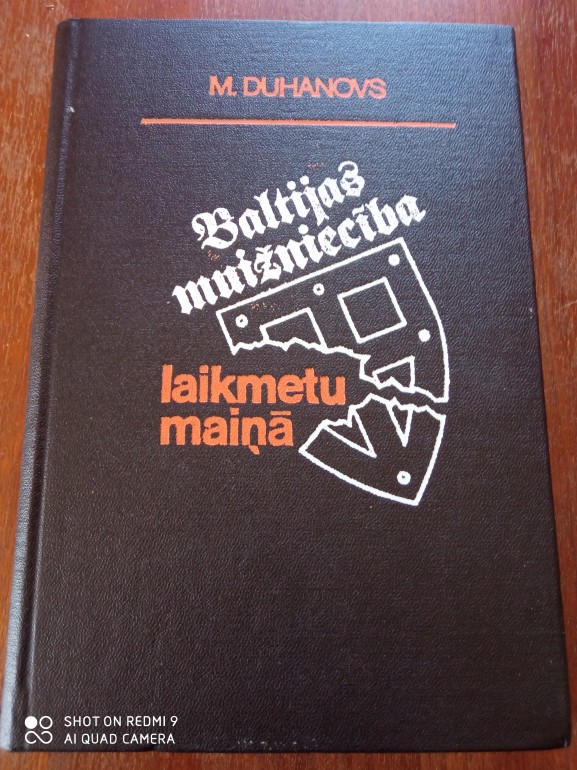 M. DUHANOVS
Baltijas
muižniecība
laikmetu
maiņā
SHOT ON REDMI 9
AI QUAD CAMERA